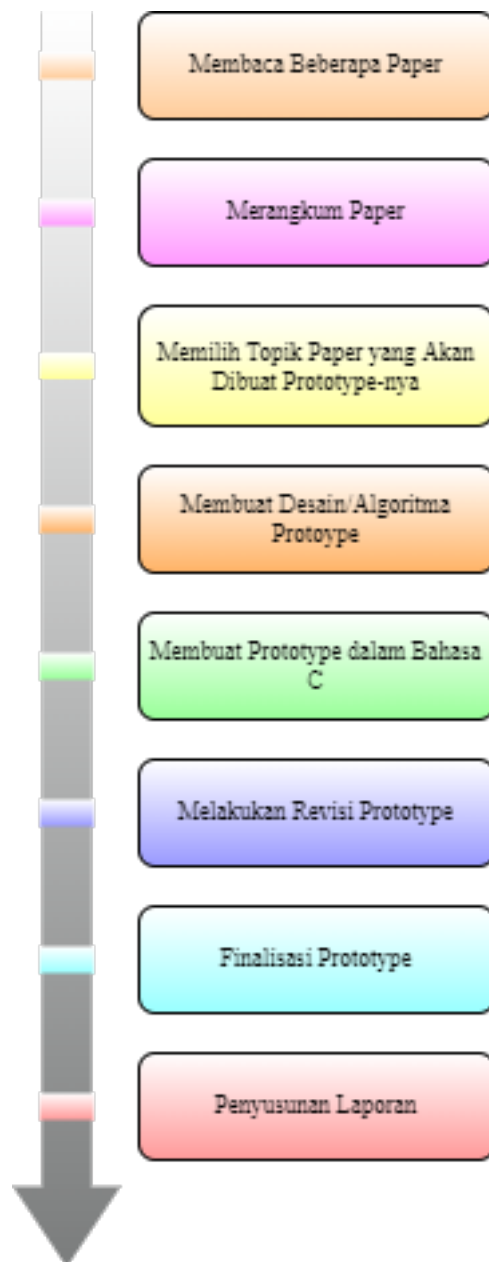 Membaca Beberapa Paper
Merangkum Paper
Memilih Topik Paper yang Akan
Dibuat Prototype-nya
Membuat Desain/Algoritma
Protoype
Membuat Prototype dalam Bahasa
C
Melakukan Revisi Prototype
Finalisasi Prototype
Penyusunan Laporan